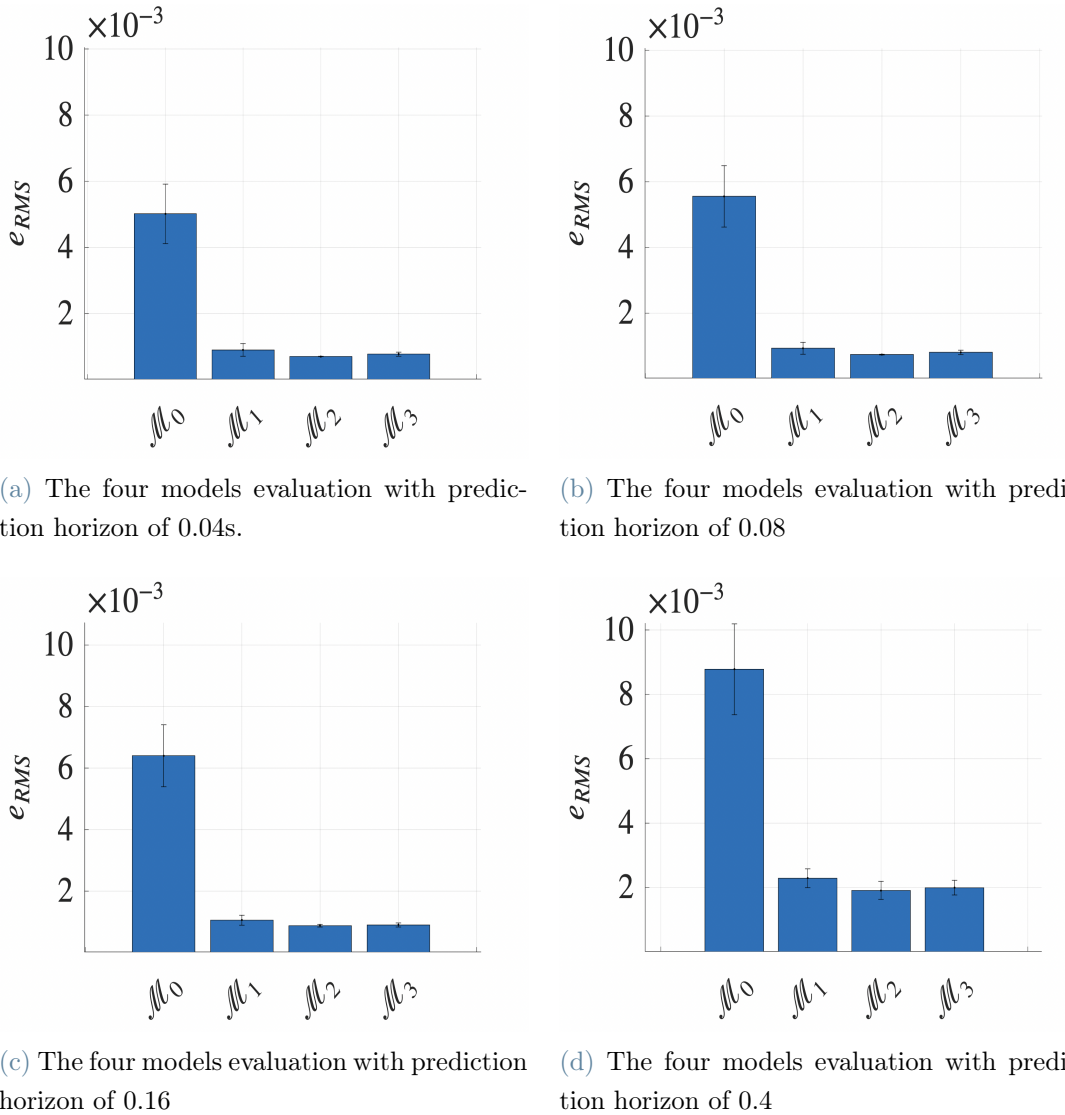 ×10⁻³
10
8
6
4
2
e_RMS
ℳ₀ ℳ₁ ℳ₂ ℳ₃
(a) The four models evaluation with predic-
tion horizon of 0.04s.
×10⁻³
10
8
6
4
2
e_RMS
ℳ₀ ℳ₁ ℳ₂ ℳ₃
(b) The four models evaluation with predi
tion horizon of 0.08
×10⁻³
10
8
6
4
2
e_RMS
ℳ₀ ℳ₁ ℳ₂ ℳ₃
(c) The four models evaluation with prediction
horizon of 0.16
×10⁻³
10
8
6
4
2
e_RMS
ℳ₀ ℳ₁ ℳ₂ ℳ₃
(d) The four models evaluation with predi
tion horizon of 0.4